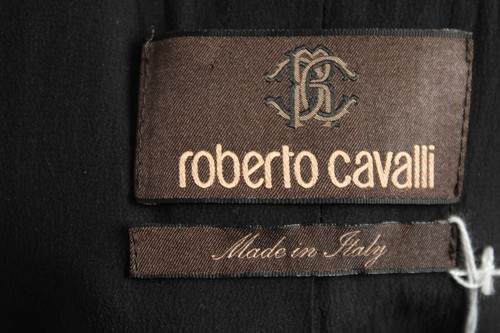 roberto cavalli
Made in Italy